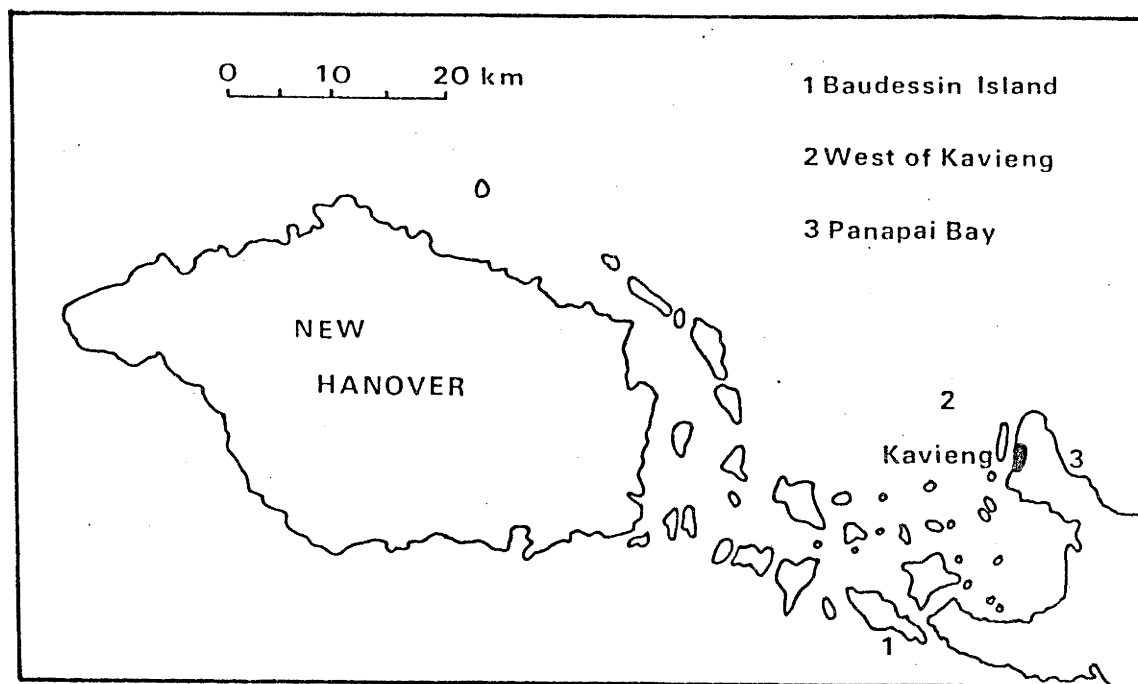 0 10 20 km
1 Baudessin Island
2 West of Kavieng
3 Panapai Bay
NEW
HANOVER
2
Kavieng
3
1